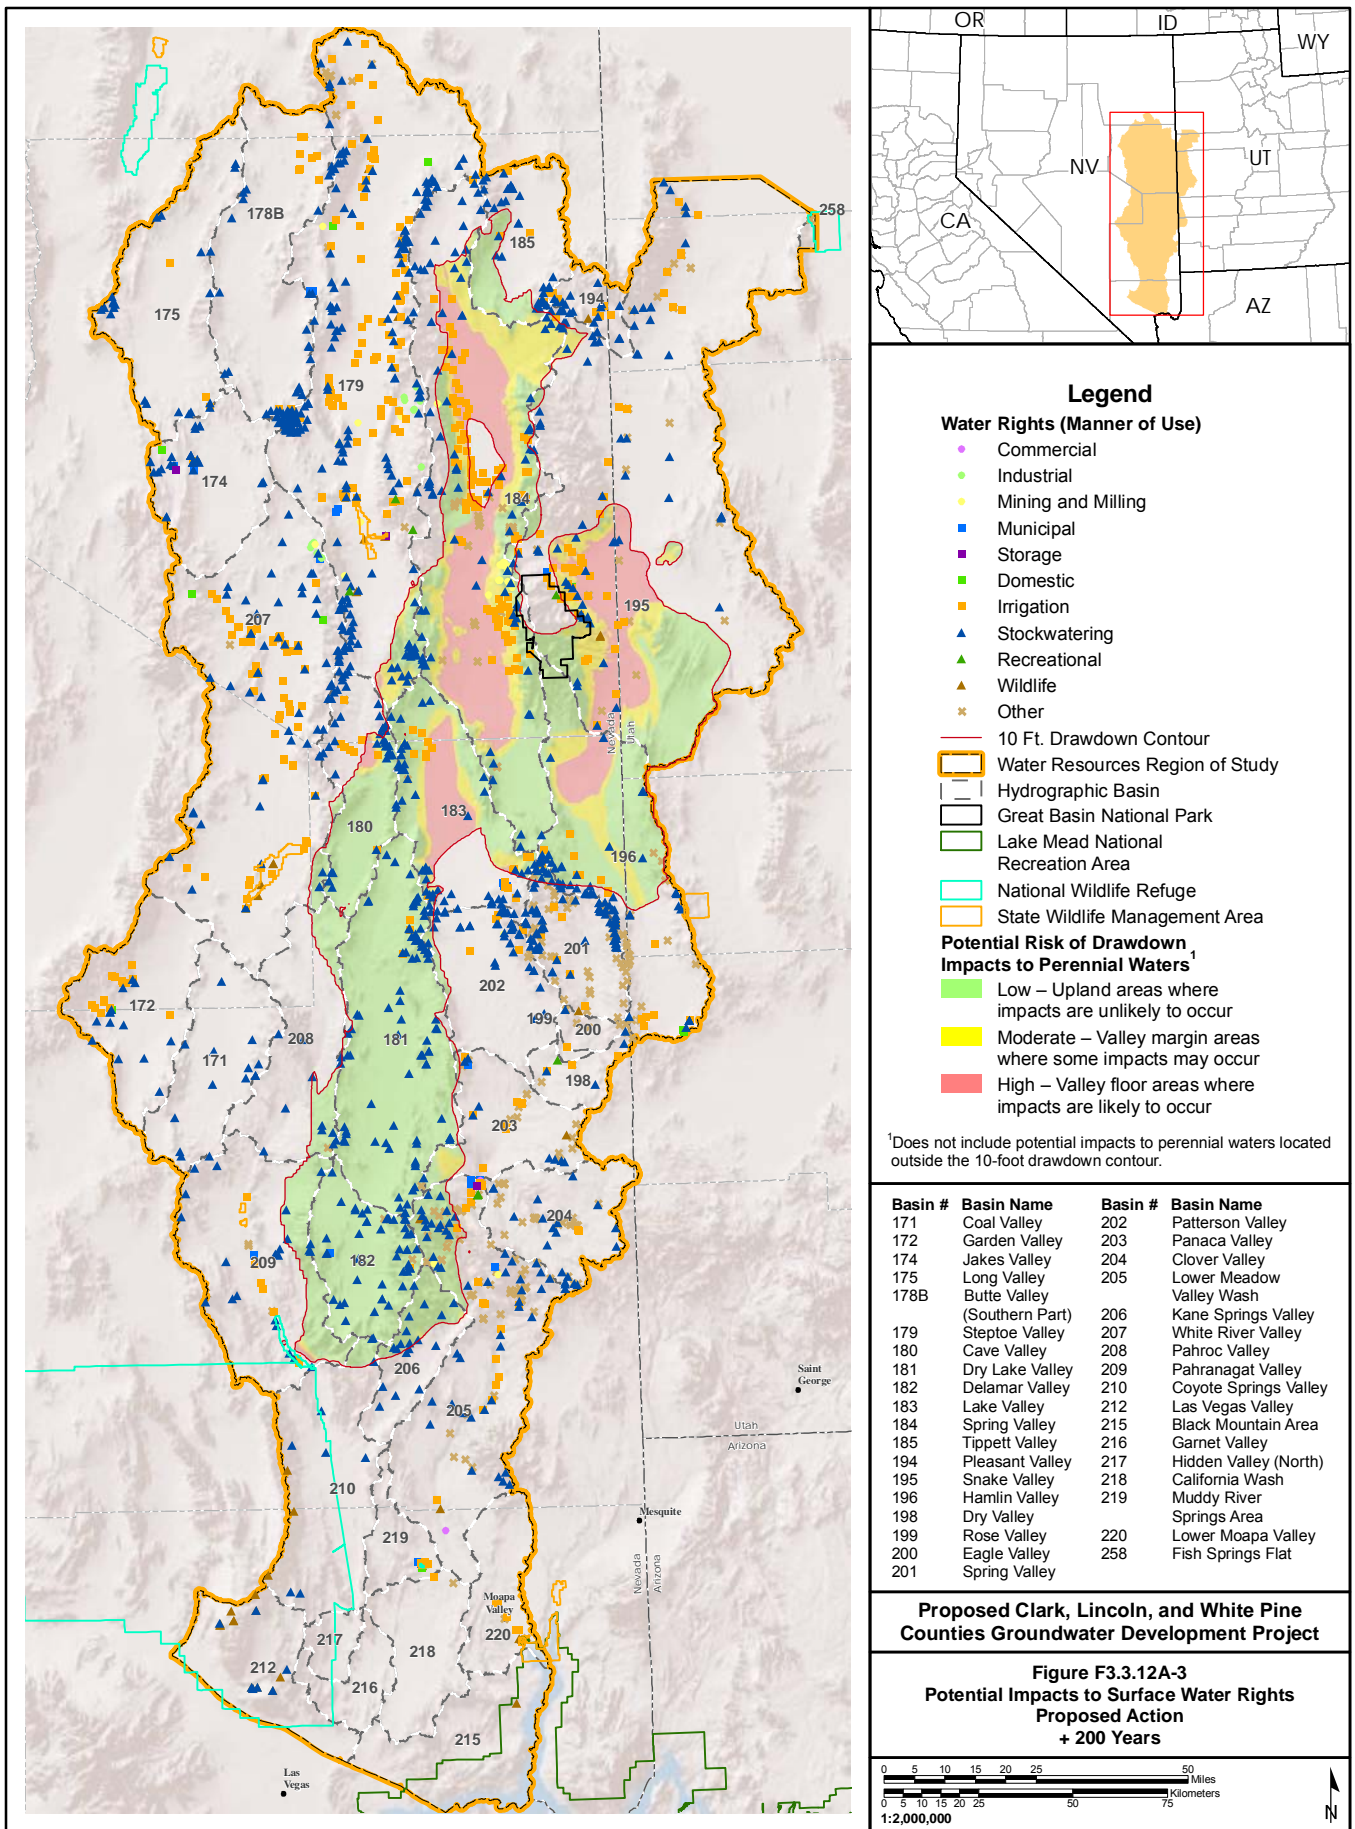 178B
175
179
185
194
258
174
184
207
195
Nevada
Utah
183
180
196
201
202
172
199
200
208
181
171
198
203
204
209
182
206
205
Saint
George
Utah
Arizona
210
219
Mesquite
Nevada
Arizona
Moapa
Valley
217
218
220
212
216
215
Las
Vegas
OR
ID
WY
NV
UT
CA
AZ
Legend
Water Rights (Manner of Use)
Commercial
Industrial
Mining and Milling
Municipal
Storage
Domestic
Irrigation
Stockwatering
Recreational
Wildlife
Other
10 Ft. Drawdown Contour
Water Resources Region of Study
Hydrographic Basin
Great Basin National Park
Lake Mead National
Recreation Area
National Wildlife Refuge
State Wildlife Management Area
Potential Risk of Drawdown
Impacts to Perennial Waters1
Low – Upland areas where
impacts are unlikely to occur
Moderate – Valley margin areas
where some impacts may occur
High – Valley floor areas where
impacts are likely to occur
1Does not include potential impacts to perennial waters located
outside the 10-foot drawdown contour.
Basin # Basin Name Basin # Basin Name
171 Coal Valley 202 Patterson Valley
172 Garden Valley 203 Panaca Valley
174 Jakes Valley 204 Clover Valley
175 Long Valley 205 Lower Meadow
178B Butte Valley Valley Wash
(Southern Part) 206 Kane Springs Valley
179 Steptoe Valley 207 White River Valley
180 Cave Valley 208 Pahroc Valley
181 Dry Lake Valley 209 Pahranagat Valley
182 Delamar Valley 210 Coyote Springs Valley
183 Lake Valley 212 Las Vegas Valley
184 Spring Valley 215 Black Mountain Area
185 Tippett Valley 216 Garnet Valley
194 Pleasant Valley 217 Hidden Valley (North)
195 Snake Valley 218 California Wash
196 Hamlin Valley 219 Muddy River
198 Dry Valley Springs Area
199 Rose Valley 220 Lower Moapa Valley
200 Eagle Valley 258 Fish Springs Flat
201 Spring Valley
Proposed Clark, Lincoln, and White Pine
Counties Groundwater Development Project
Figure F3.3.12A-3
Potential Impacts to Surface Water Rights
Proposed Action
+ 200 Years
0 5 10 15 20 25 50
Miles
Kilometers
0 5 10 15 20 25 50 75
1:2,000,000
N